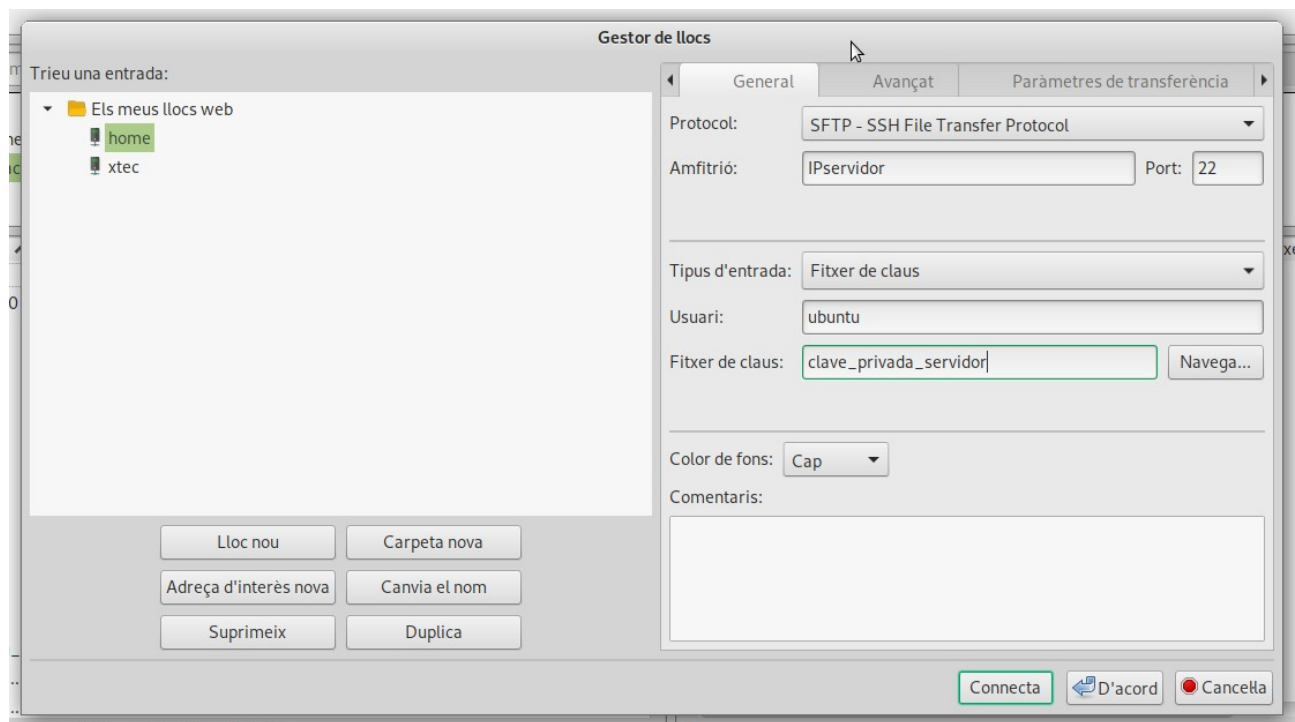 Gestor de llocs
Trieu una entrada:
Els meus llocs web
home
xtec
Lloc nou
Carpeta nova
Adreça d'interès nova
Canvia el nom
Suprimeix
Duplica
General
Avançat
Paràmetres de transferència
Protocol:
SFTP - SSH File Transfer Protocol
Amfitrió:
IPservidor
Port:
22
Tipus d'entrada:
Fitxer de claus
Usuari:
ubuntu
Fitxer de claus:
clave_privada_servidor
Navega...
Color de fons:
Cap
Comentaris:
Connecta
D'acord
Canceŀla